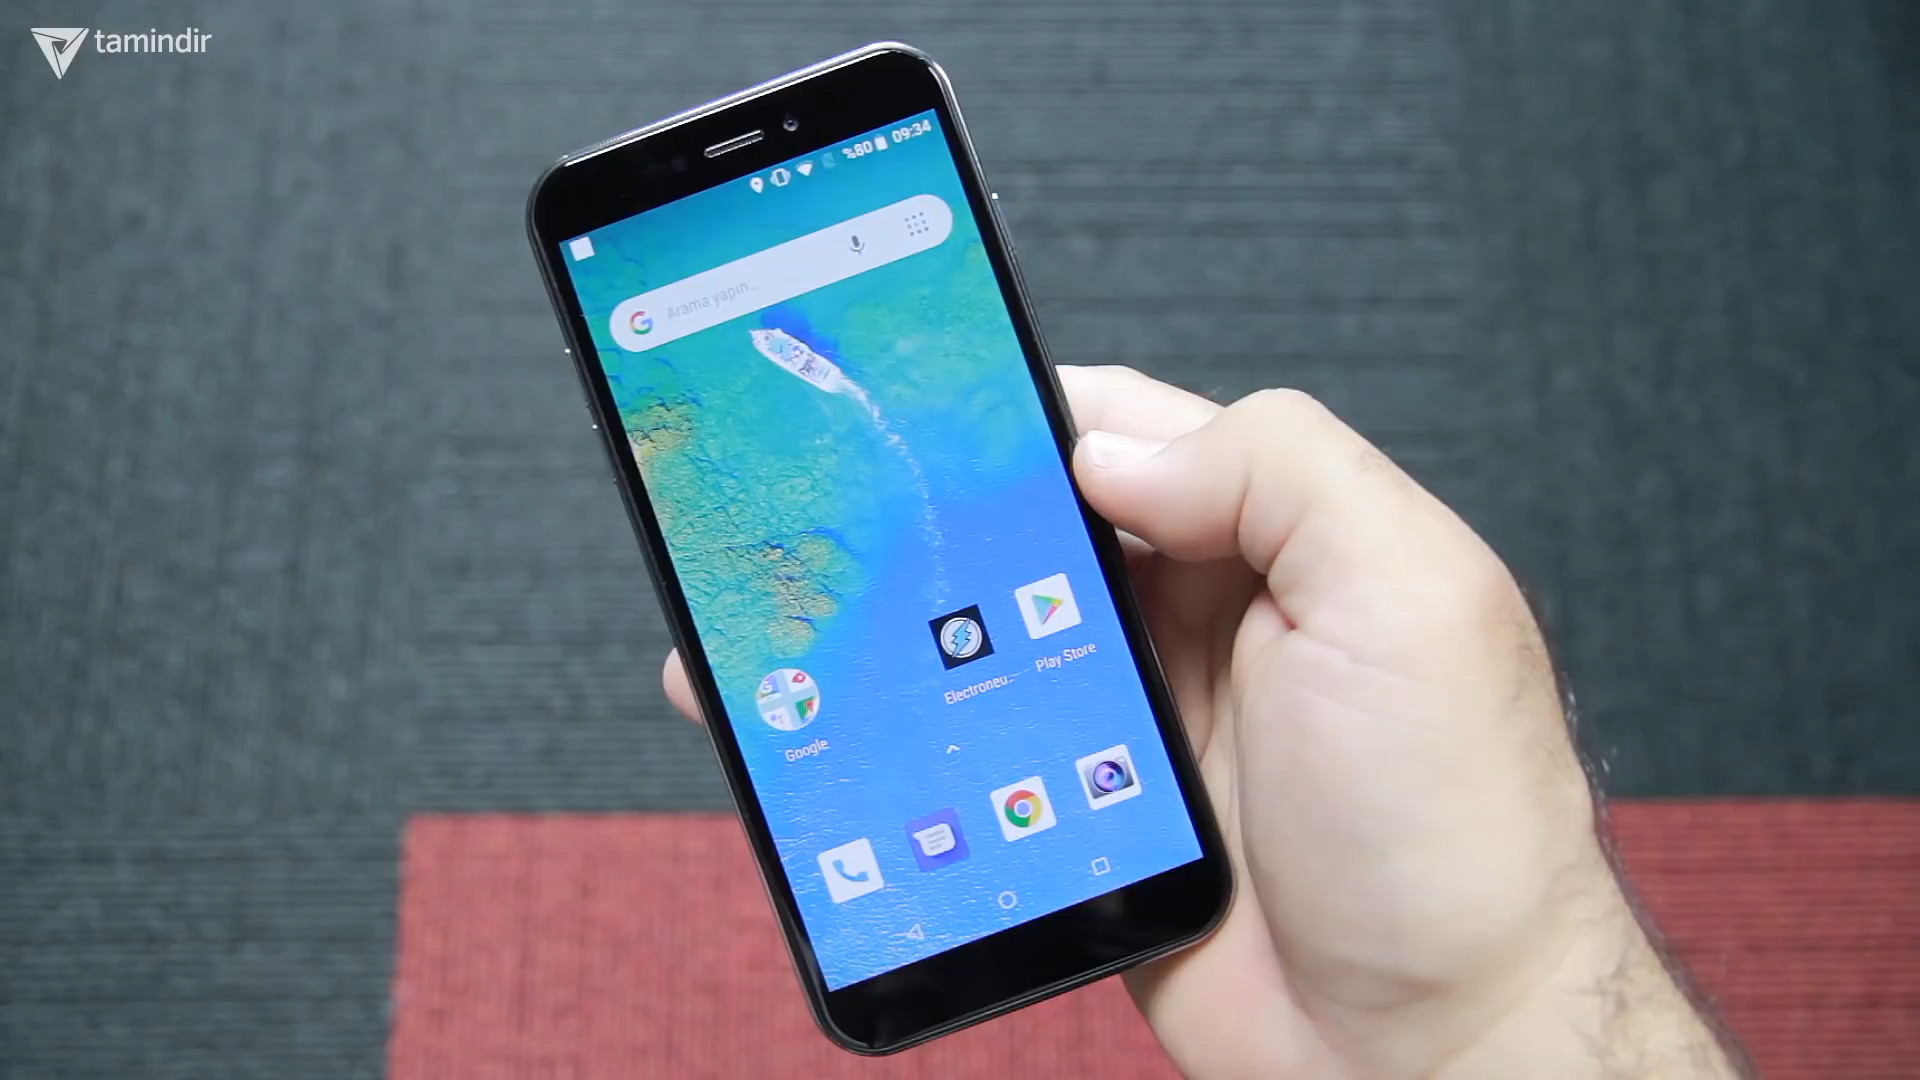 tamindir
%80 09:34
Arama yapın...
Electroneu...
Play Store
Google